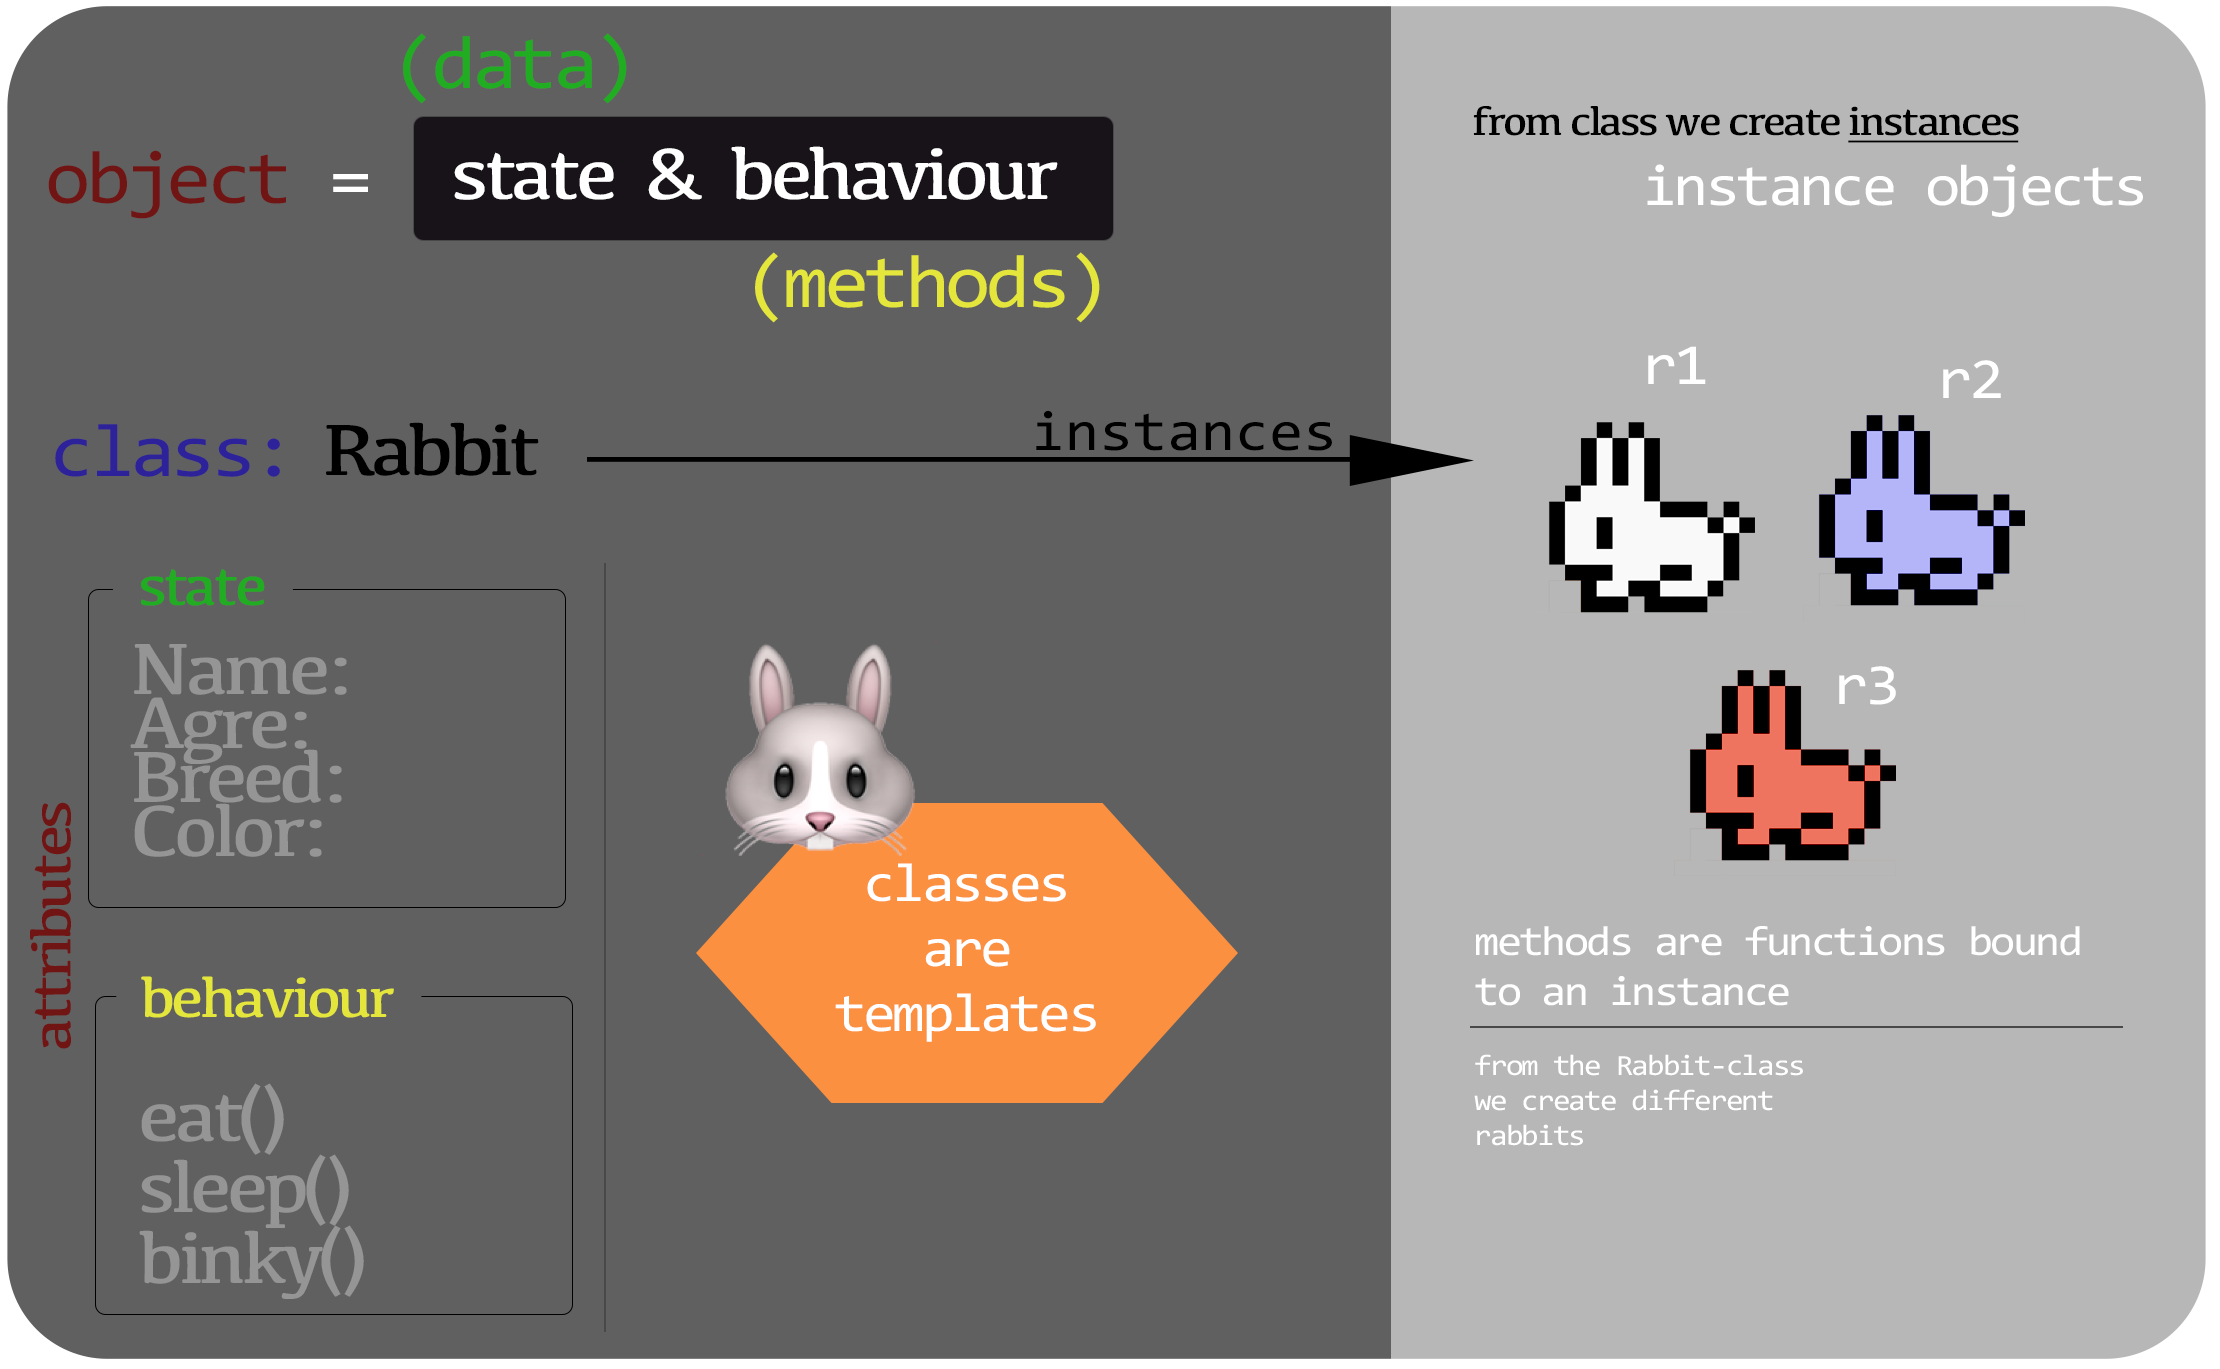 (data)
object = state & behaviour
(methods)
class: Rabbit
instances
attributes
state
Name:
Agre:
Breed:
Color:
behaviour
eat()
sleep()
binky()
classes
are
templates
from class we create instances
instance objects
r1
r2
r3
methods are functions bound
to an instance
from the Rabbit-class
we create different
rabbits